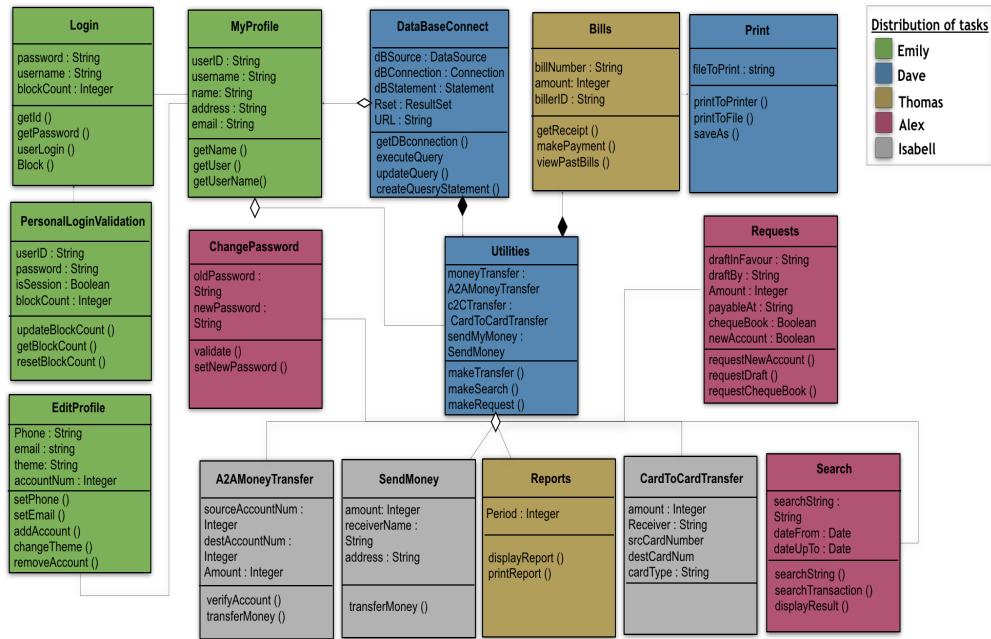 Login
password : String
username : String
blockCount : Integer
getId ()
getPassword ()
userLogin ()
Block ()
MyProfile
userID : String
username : String
name: String
address : String
email : String
getName ()
getUser ()
getUserName()
DataBaseConnect
dBSource : DataSource
dBConnection : Connection
dBStatement : Statement
Rset : ResultSet
URL : String
getDBconnection ()
executeQuery
updateQuery ()
createQuesryStatement ()
Bills
billNumber : String
amount: Integer
billerID : String
getReceipt ()
makePayment ()
viewPastBills ()
Print
fileToPrint : string
printToPrinter ()
printToFile ()
saveAs ()
Distribution of tasks
Emily
Dave
Thomas
Alex
Isabell
PersonalLoginValidation
userID : String
password : String
isSession : Boolean
blockCount : Integer
updateBlockCount ()
getBlockCount ()
resetBlockCount ()
ChangePassword
oldPassword :
String
newPassword :
String
validate ()
setNewPassword ()
Utilities
moneyTransfer :
A2AMoneyTransfer
c2CTransfer :
CardToCardTransfer
sendMyMoney :
SendMoney
makeTransfer ()
makeSearch ()
makeRequest ()
Requests
draftInFavour : String
draftBy : String
Amount : Integer
payableAt : String
chequeBook : Boolean
newAccount : Boolean
requestNewAccount ()
requestDraft ()
requestChequeBook ()
EditProfile
Phone : String
email : string
theme: String
accountNum : Integer
setPhone ()
setEmail ()
addAccount ()
changeTheme ()
removeAccount ()
A2AMoneyTransfer
sourceAccountNum :
Integer
destAccountNum :
Integer
Amount : Integer
verifyAccount ()
transferMoney ()
SendMoney
amount: Integer
receiverName :
String
address : String
transferMoney ()
Reports
Period : Integer
displayReport ()
printReport ()
CardToCardTransfer
amount : Integer
Receiver : String
srcCardNumber
destCardNum
cardType : String
Search
searchString :
String
dateFrom : Date
dateUpTo : Date
searchString ()
searchTransaction ()
displayResult ()